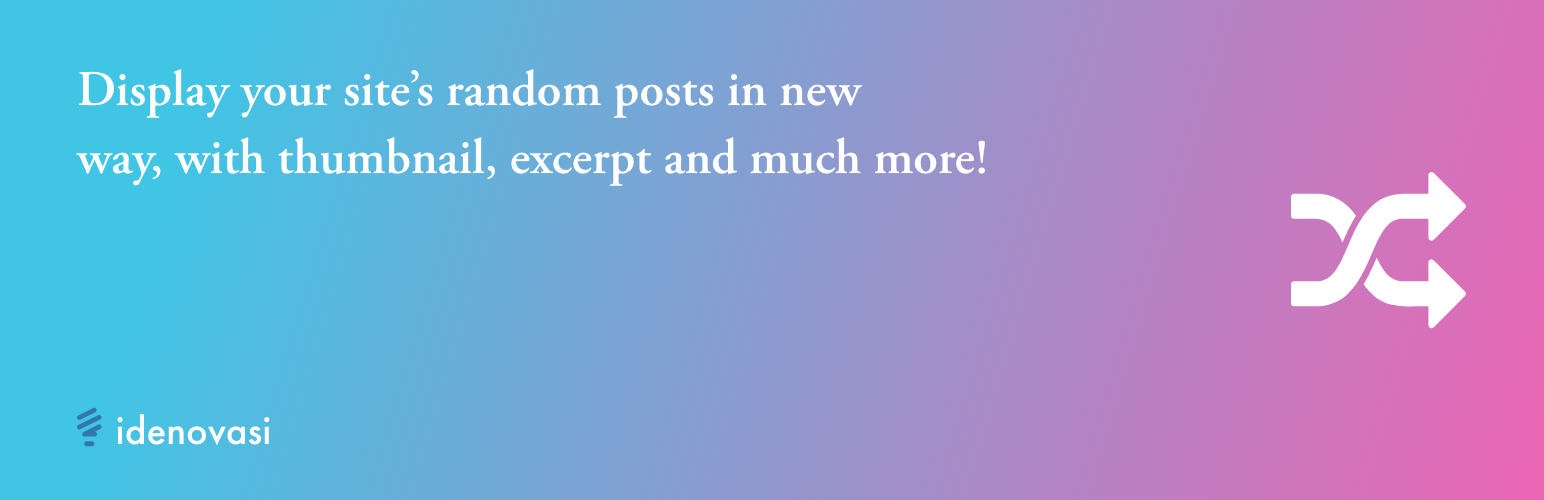 Display your site’s random posts in new
way, with thumbnail, excerpt and much more!
idenovasi